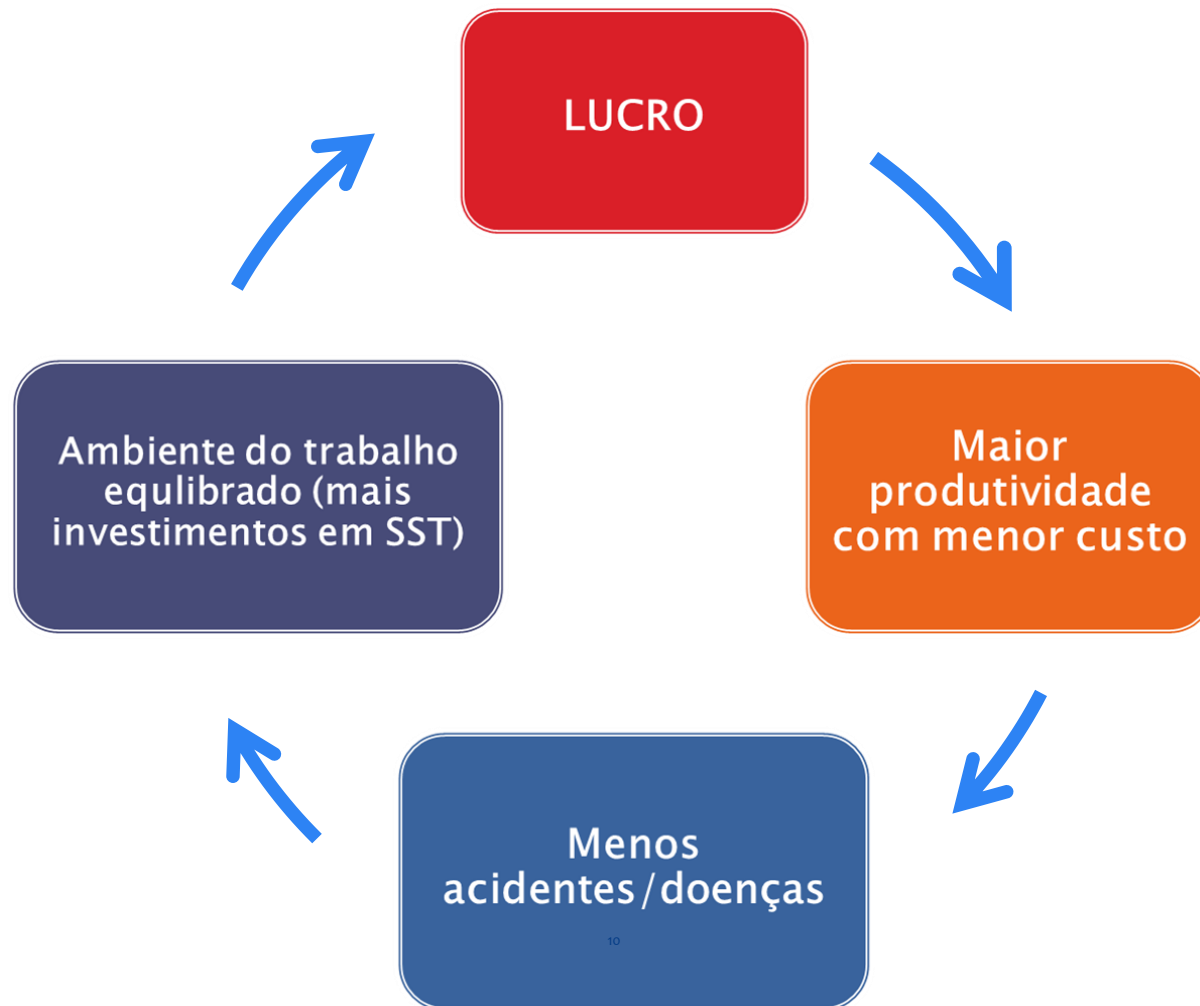 LUCRO
Maior
produtividade
com menor custo
Menos
acidentes/doenças
10
Ambiente do trabalho
equlibrado (mais
investimentos em SST)